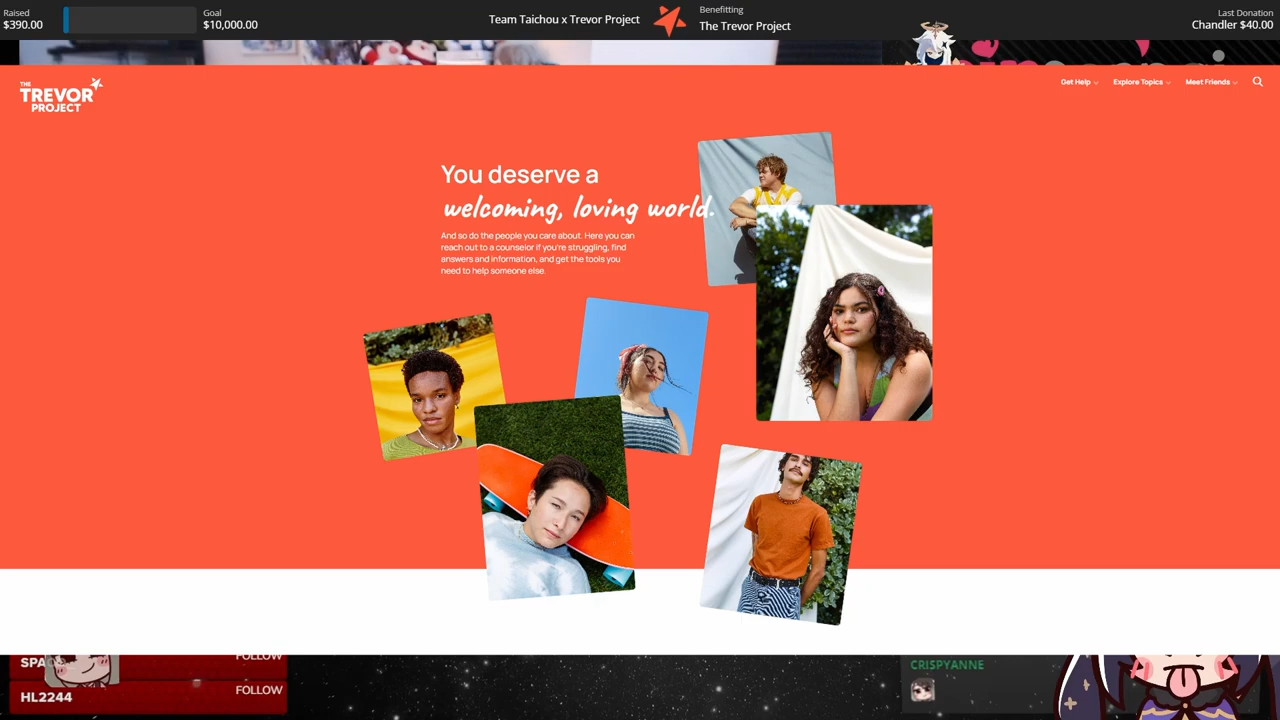 Raised
$390.00
Goal
$10,000.00
Team Taichou x Trevor Project
Benefitting
The Trevor Project
Last Donation
Chandler $40.00
THE
TREVOR
PROJECT
Get Help
Explore Topics
Meet Friends
You deserve a
welcoming, loving world.
And so do the people you care about. Here you can
reach out to a counselor if you're struggling, find
answers and information, and get the tools you
need to help someone else.
FOLLOW
HL2244
FOLLOW
CRISPYANNE